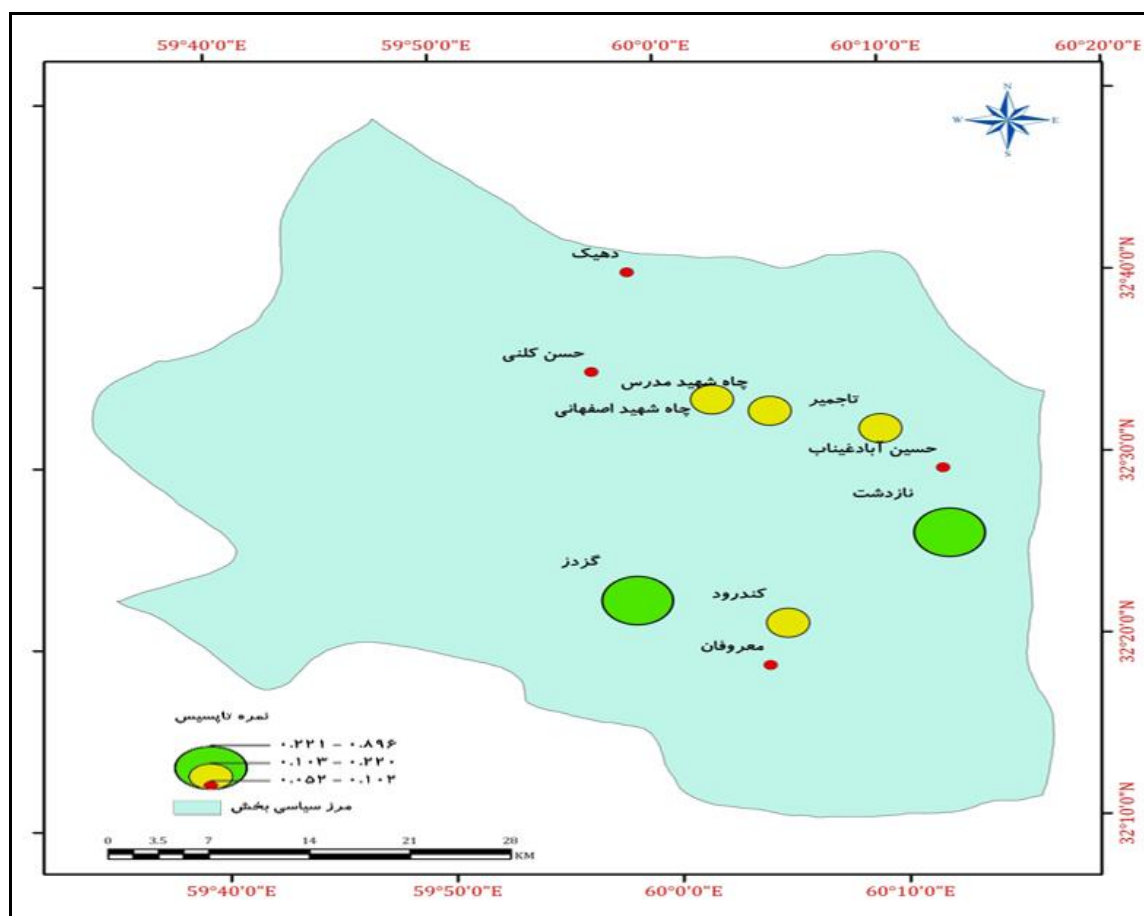 59°40'0"E 59°50'0"E 60°0'0"E 60°10'0"E 60°20'0"E
N
W E
S
دهیک
32°40'0"N
حسن کلنی
چاه شهید مدرس
تاجمیر
چاه شهید اصفهانی
حسین آبادغیناب
32°30'0"N
نازدشت
گزدز
کندرود
32°20'0"N
معروفان
نمره تاپسیس
۰.۲۲۱ – ۰.۸۹۶
۰.۱۰۳ – ۰.۲۲۰
۰.۰۵۲ – ۰.۱۰۲
مرز سیاسی بخش
32°10'0"N
0 3.5 7 14 21 28
KM
59°40'0"E 59°50'0"E 60°0'0"E 60°10'0"E